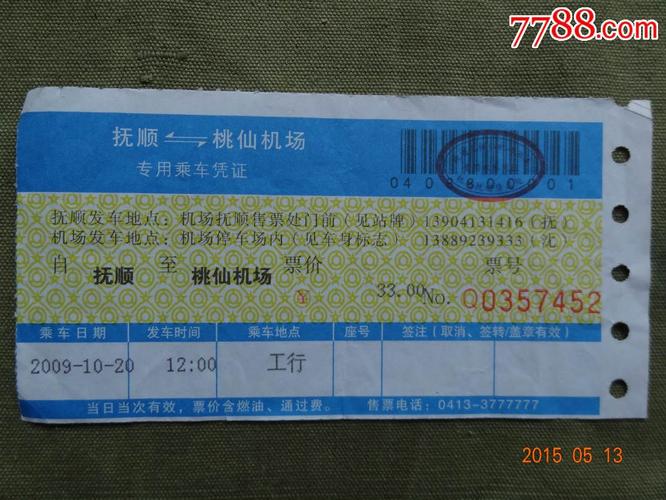 7788.com
抚顺⇌桃仙机场
专用乘车凭证
抚顺发车地点：机场抚顺售票处门前（见站牌）13904131416（抚）
机场发车地点：机场停车场内（见车身标志）13889239333（沈）
自 抚顺 至 桃仙机场 票价 ¥ 33.00 票号 No. Q0357452
乘车日期 发车时间 乘车地点 座号 签注（取消、签转/盖章有效）
2009-10-20 12:00 工行
当日当次有效，票价含燃油、通过费。 售票电话：0413-3777777
2015 05 13